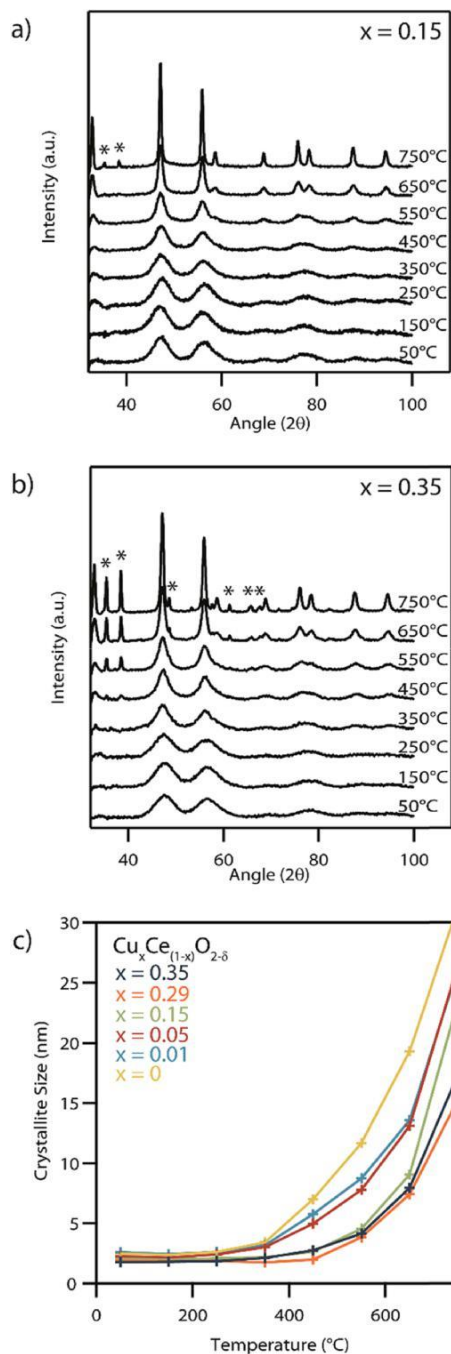 a)
x = 0.15
Intensity (a.u.)
* *
750°C
650°C
550°C
450°C
350°C
250°C
150°C
50°C
40 60 80 100
Angle (2θ)
b)
x = 0.35
Intensity (a.u.)
* * * * **
750°C
650°C
550°C
450°C
350°C
250°C
150°C
50°C
40 60 80 100
Angle (2θ)
c)
30
25
20
15
10
5
0
Crystallite Size (nm)
CuₓCe₍₁₋ₓ₎O₂₋δ
x = 0.35
x = 0.29
x = 0.15
x = 0.05
x = 0.01
x = 0
0 200 400 600
Temperature (°C)